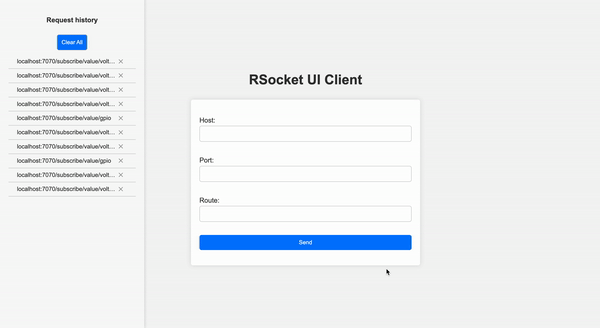 Request history
Clear All
localhost:7070/subscribe/value/volt... ×
localhost:7070/subscribe/value/volt... ×
localhost:7070/subscribe/value/volt... ×
localhost:7070/subscribe/value/volt... ×
localhost:7070/subscribe/value/gpio ×
localhost:7070/subscribe/value/volt... ×
localhost:7070/subscribe/value/volt... ×
localhost:7070/subscribe/value/gpio ×
localhost:7070/subscribe/value/volt... ×
localhost:7070/subscribe/value/volt... ×
RSocket UI Client
Host:
Port:
Route:
Send